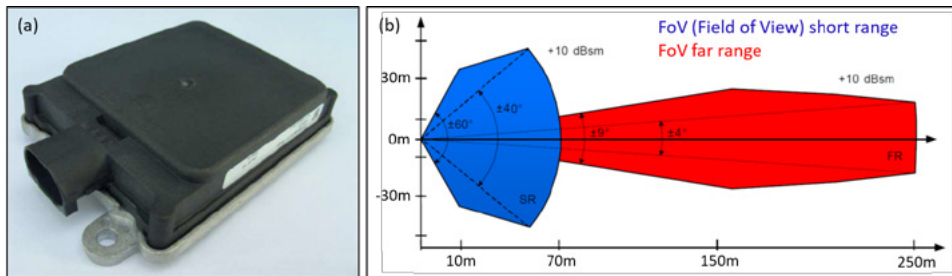 (a)
(b)
FoV (Field of View) short range
FoV far range
+10 dBsm
+10 dBsm
30m
±40°
±60°
±9°
±4°
0m
FR
-30m
SR
10m
70m
150m
250m